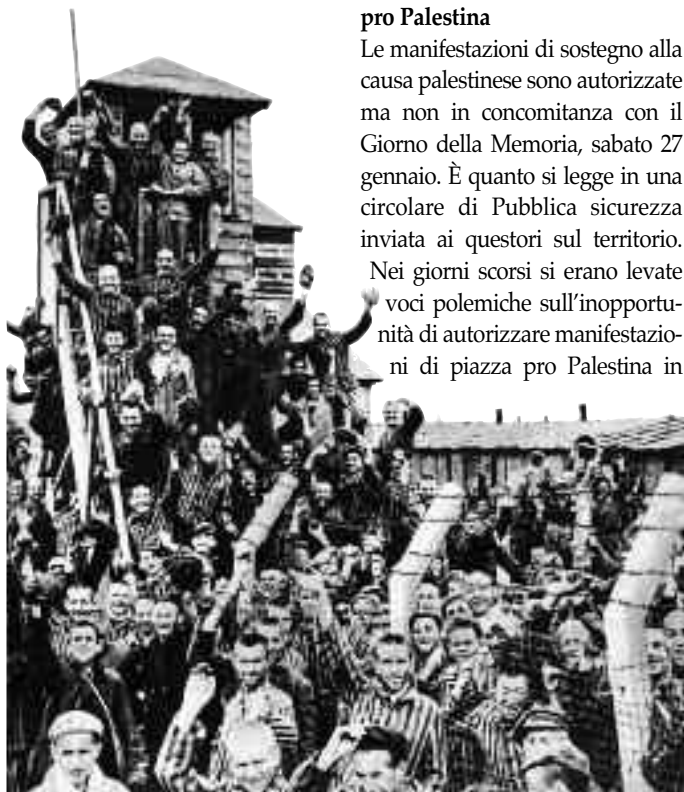 pro Palestina
Le manifestazioni di sostegno alla
causa palestinese sono autorizzate
ma non in concomitanza con il
Giorno della Memoria, sabato 27
gennaio. È quanto si legge in una
circolare di Pubblica sicurezza
inviata ai questori sul territorio.
Nei giorni scorsi si erano levate
voci polemiche sull'inopportu-
nità di autorizzare manifestazio-
ni di piazza pro Palestina in